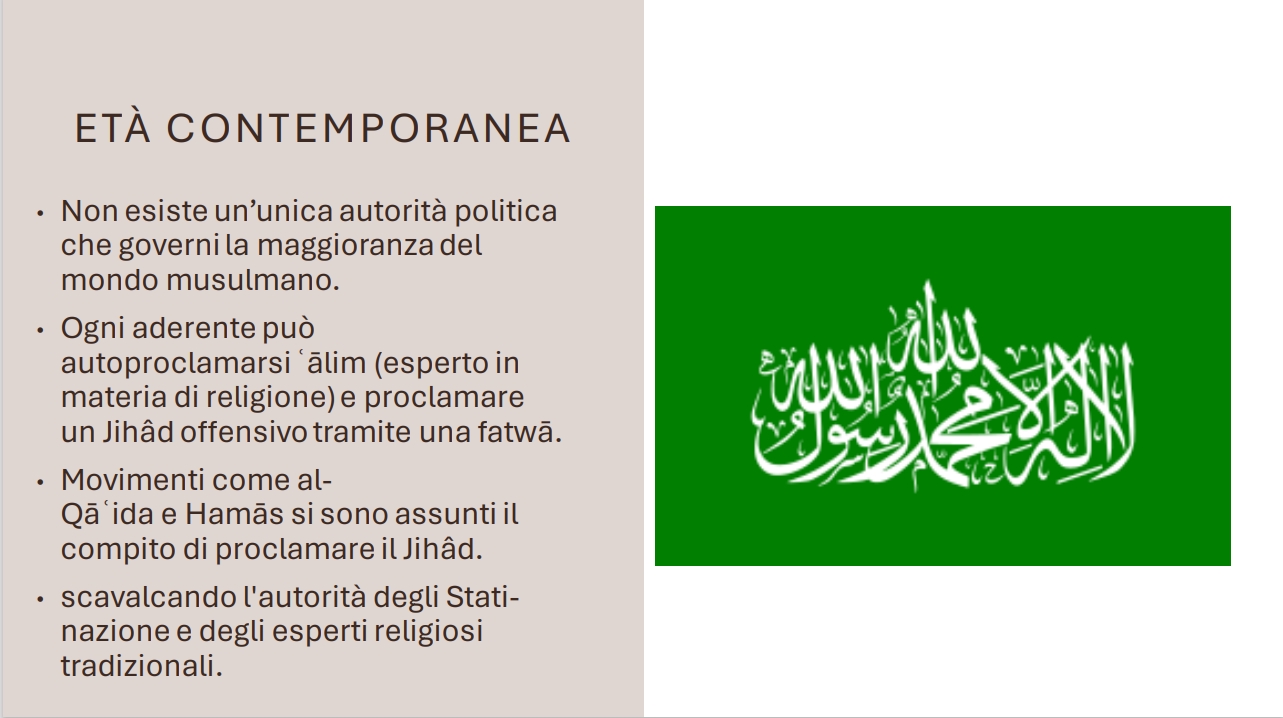 ETÀ CONTEMPORANEA
• Non esiste un’unica autorità politica
che governi la maggioranza del
mondo musulmano.
• Ogni aderente può
autoproclamarsi ʿālim (esperto in
materia di religione) e proclamare
un Jihâd offensivo tramite una fatwā.
• Movimenti come al-
Qāʿida e Hamās si sono assunti il
compito di proclamare il Jihâd.
• scavalcando l'autorità degli Stati-
nazione e degli esperti religiosi
tradizionali.
لا إله إلا الله محمد رسول الله